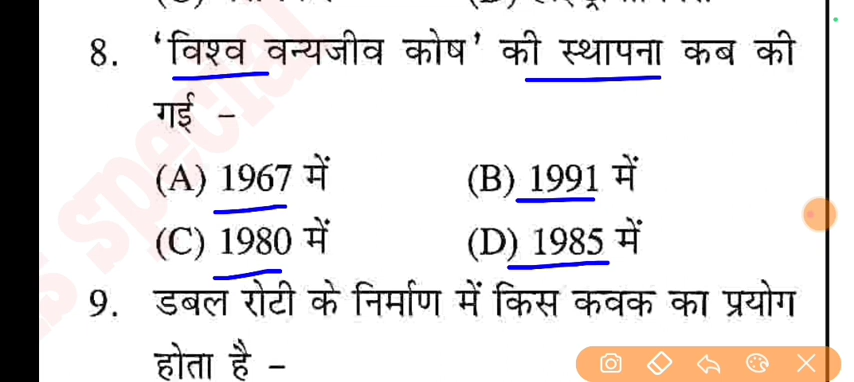 8. 'विश्व वन्यजीव कोष' की स्थापना कब की
गई –
(A) 1967 में (B) 1991 में
(C) 1980 में (D) 1985 में
9. डबल रोटी के निर्माण में किस कवक का प्रयोग
होता है –